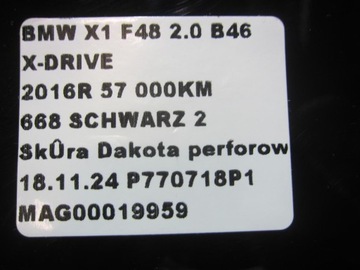 BMW X1 F48 2.0 B46
X-DRIVE
2016R 57 000KM
668 SCHWARZ 2
SkÛra Dakota perforow
18.11.24 P770718P1
MAG00019959